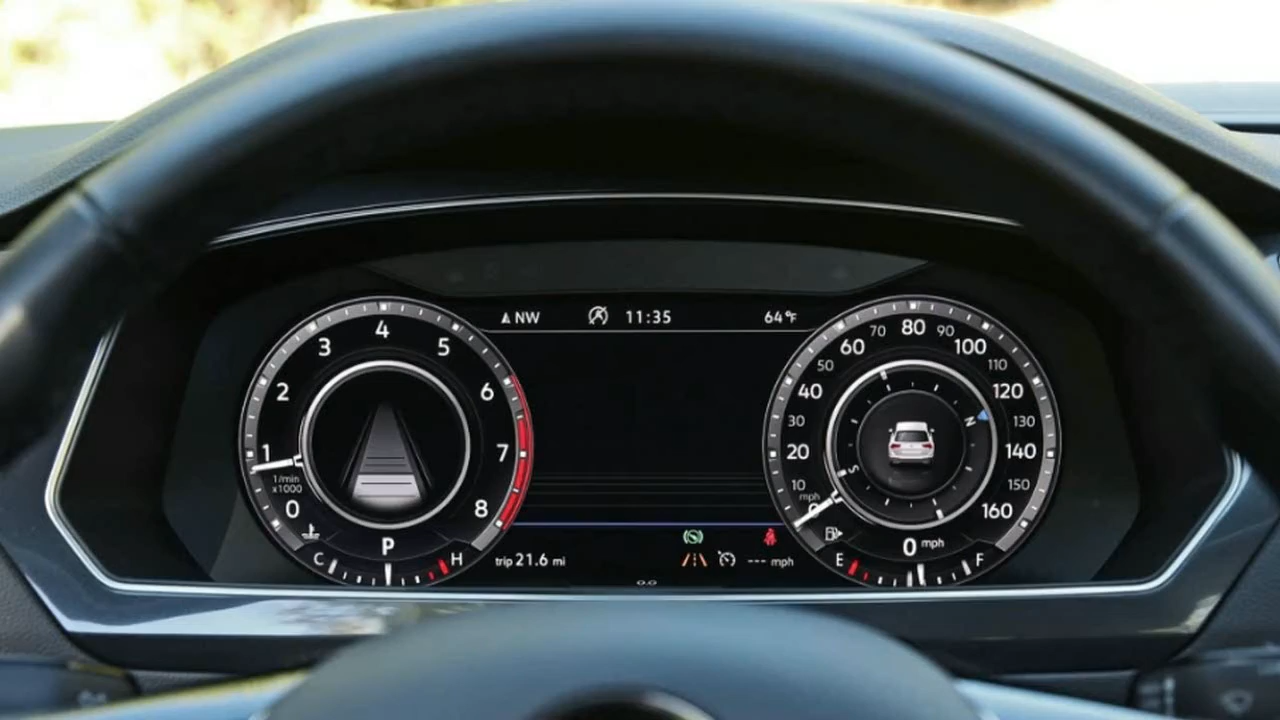 NW 11:35 64°F
0 1 2 3 4 5 6 7 8
1/min
x1000
C H
P
trip 21.6 mi
--- mph
0 10 20 30 40 50 60 70 80 90 100 110 120 130 140 150 160
mph
N
S
0 mph
E F